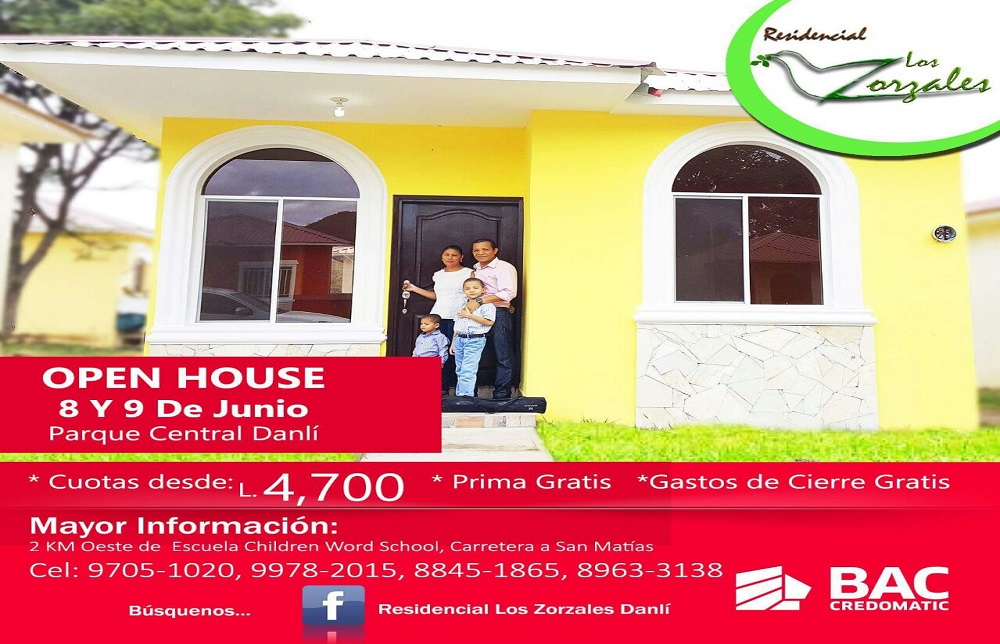 Residencial
Los
Zorzales
OPEN HOUSE
8 Y 9 De Junio
Parque Central Danlí
* Cuotas desde: L. 4,700 * Prima Gratis *Gastos de Cierre Gratis
Mayor Información:
2 KM Oeste de Escuela Children Word School, Carretera a San Matías
Cel: 9705-1020, 9978-2015, 8845-1865, 8963-3138
BAC
CREDOMATIC
Búsquenos... f Residencial Los Zorzales Danlí